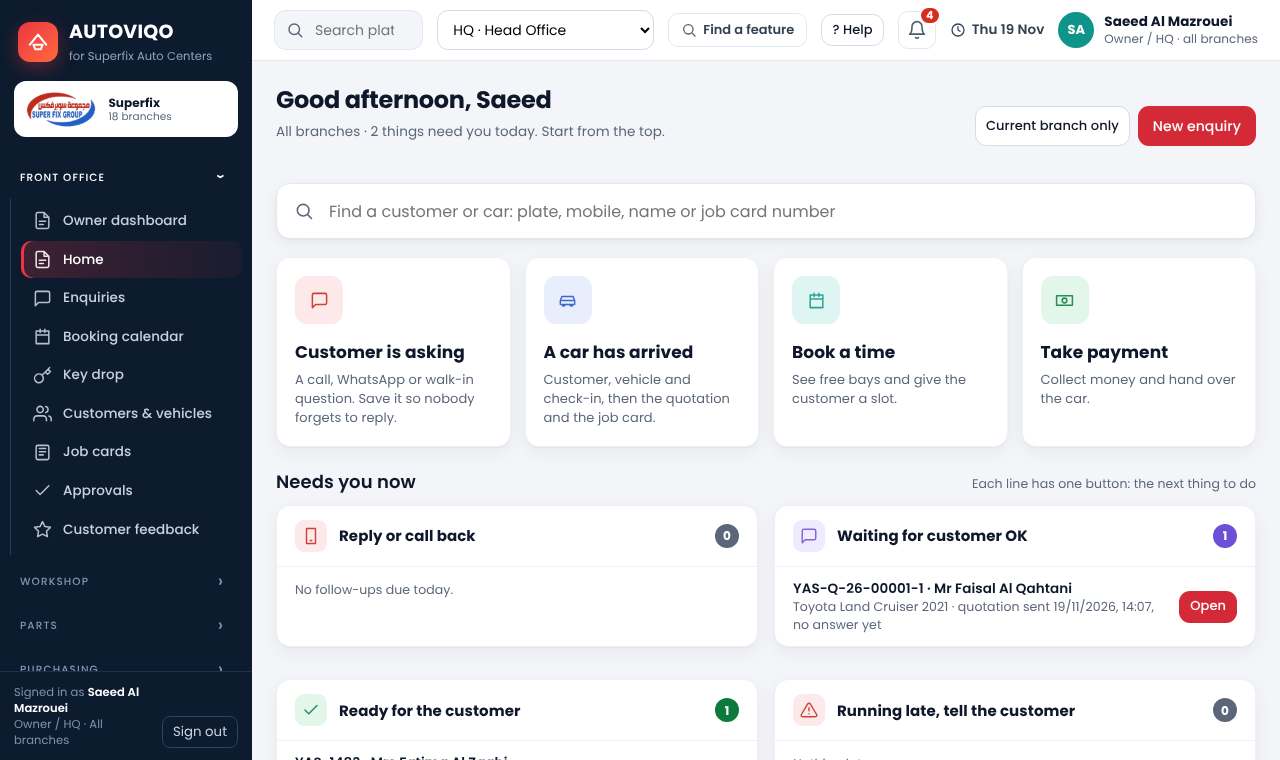 AUTOVIQO
for Superfix Auto Centers
مجموعة سوبر فكس
SUPER FIX GROUP
Superfix
18 branches
FRONT OFFICE
Owner dashboard
Home
Enquiries
Booking calendar
Key drop
Customers & vehicles
Job cards
Approvals
Customer feedback
WORKSHOP
PARTS
PURCHASING
Signed in as Saeed Al
Mazrouei
Owner / HQ · All
branches
Sign out
Search plat
HQ · Head Office
Find a feature
? Help
4
Thu 19 Nov
SA
Saeed Al Mazrouei
Owner / HQ · all branches
Good afternoon, Saeed
All branches · 2 things need you today. Start from the top.
Current branch only
New enquiry
Find a customer or car: plate, mobile, name or job card number
Customer is asking
A call, WhatsApp or walk-in
question. Save it so nobody
forgets to reply.
A car has arrived
Customer, vehicle and
check-in, then the quotation
and the job card.
Book a time
See free bays and give the
customer a slot.
Take payment
Collect money and hand over
the car.
Needs you now
Each line has one button: the next thing to do
Reply or call back
0
No follow-ups due today.
Waiting for customer OK
1
YAS-Q-26-00001-1 · Mr Faisal Al Qahtani
Toyota Land Cruiser 2021 · quotation sent 19/11/2026, 14:07,
no answer yet
Open
Ready for the customer
1
Running late, tell the customer
0